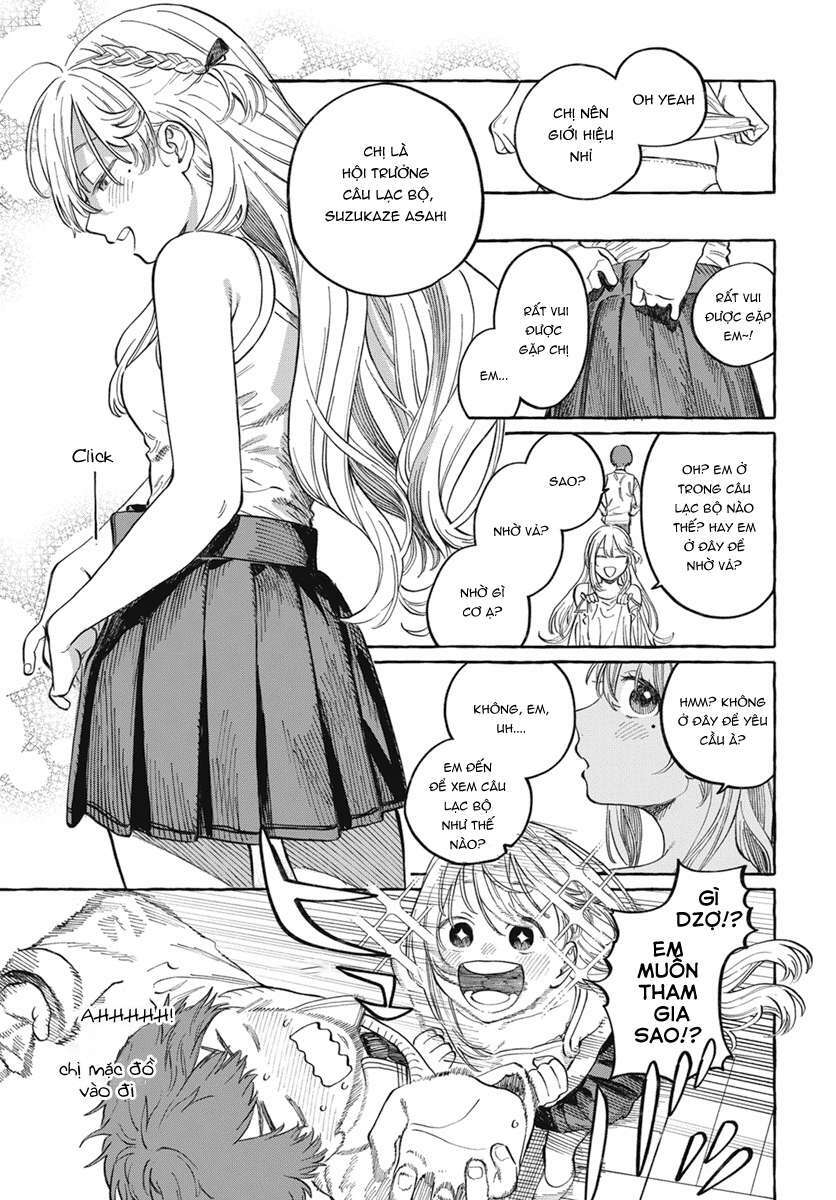 OH YEAH
CHỊ NÊN
GIỚI HIỆU
NHỈ
CHỊ LÀ
HỘI TRƯỞNG
CÂU LẠC BỘ,
SUZUKAZE ASAHI
RẤT VUI
ĐƯỢC GẶP
EM~!
RẤT VUI
ĐƯỢC
GẶP CHỊ
EM...
Click
OH? EM Ở
TRONG CÂU
LẠC BỘ NÀO
THẾ? HAY EM
Ở ĐÂY ĐỂ
NHỜ VẢ?
SAO?
NHỜ VẢ?
NHỜ GÌ
CƠ Ạ?
HMM? KHÔNG
Ở ĐÂY ĐỂ YÊU
CẦU À?
KHÔNG, EM,
UH....
EM ĐẾN
ĐỂ XEM CÂU
LẠC BỘ
NHƯ THẾ
NÀO?
GÌ
DZỢ!?
EM
MUỐN
THAM
GIA
SAO!?
AHHHHH!
chị mặc đồ
vào đi